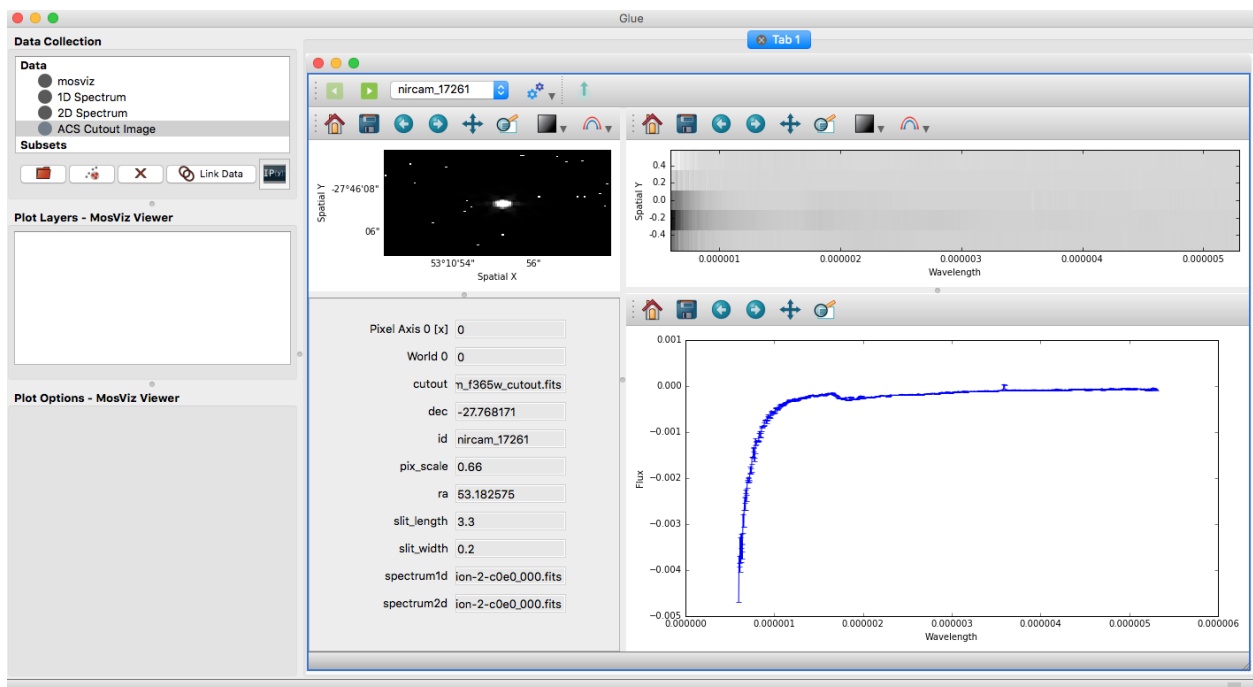 Glue
Data Collection
Data
mosviz
1D Spectrum
2D Spectrum
ACS Cutout Image
Subsets
Link Data
Plot Layers - MosViz Viewer
Plot Options - MosViz Viewer
Tab 1
nircam_17261
Spatial Y
-27°46'08"
06"
53°10'54"
56"
Spatial X
Spatial Y
0.4
0.2
0.0
-0.2
-0.4
0.000001
0.000002
0.000003
0.000004
0.000005
Wavelength
Pixel Axis 0 [x] 0
World 0 0
cutout n_f365w_cutout.fits
dec -27.768171
id nircam_17261
pix_scale 0.66
ra 53.182575
slit_length 3.3
slit_width 0.2
spectrum1d ion-2-c0e0_000.fits
spectrum2d ion-2-c0e0_000.fits
Flux
0.001
0.000
−0.001
−0.002
−0.003
−0.004
−0.005
0.000000
0.000001
0.000002
0.000003
0.000004
0.000005
0.000006
Wavelength